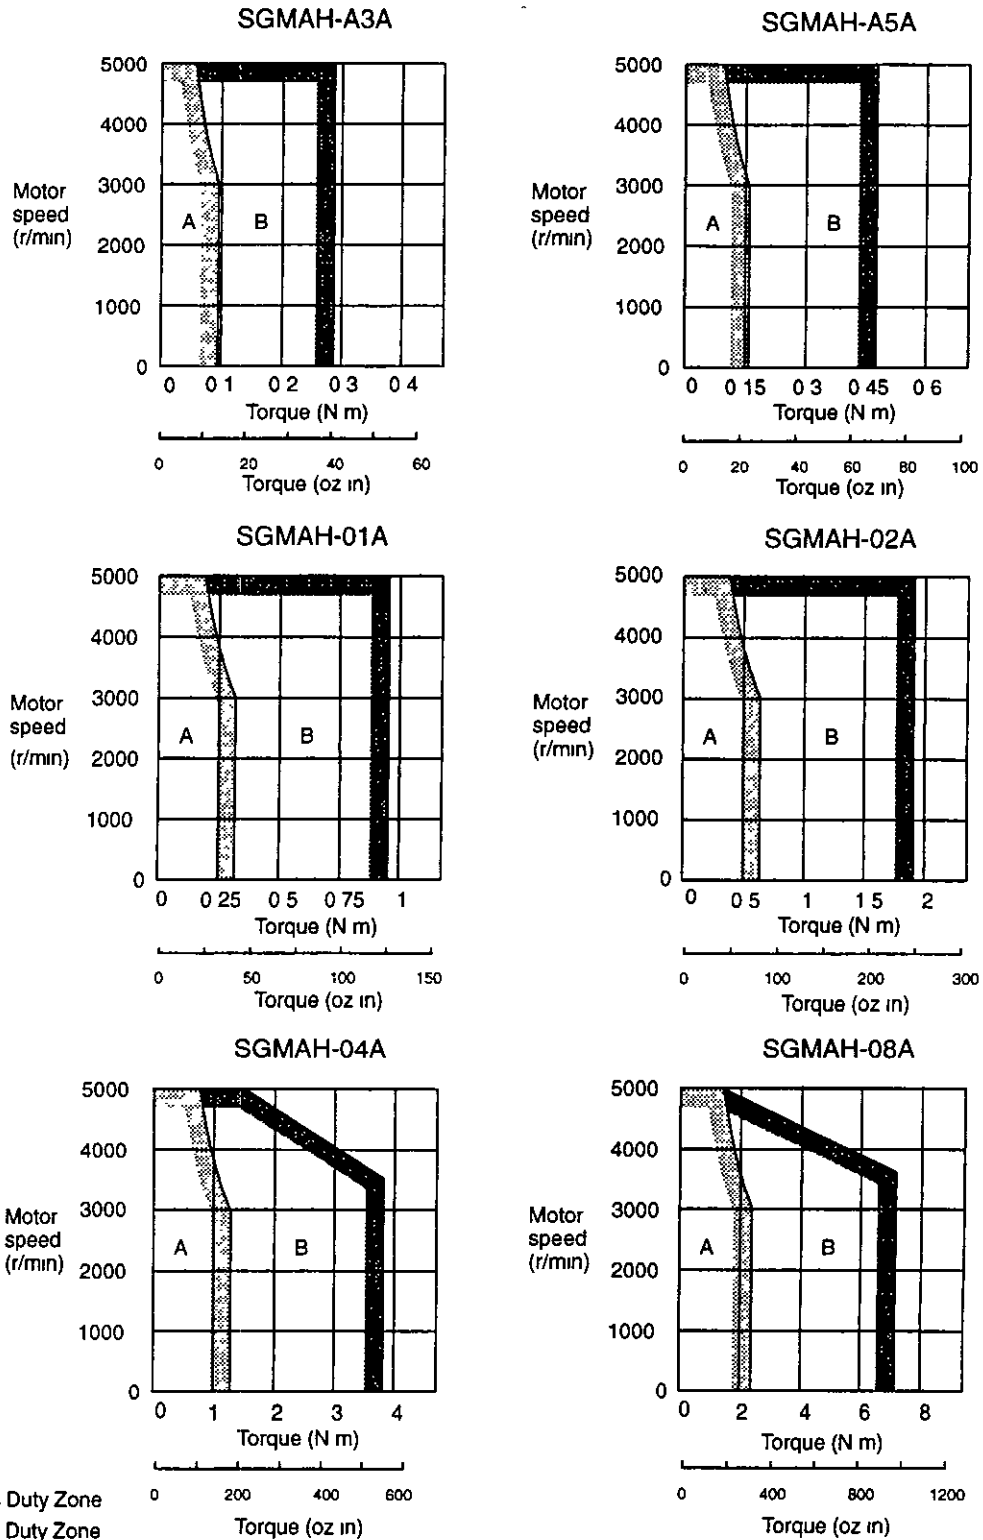 SGMAH-A3A
5000
4000
3000
2000
1000
0
Motor
speed
(r/min)
A
B
0 0 1 0 2 0 3 0 4
Torque (N m)
0 20 40 60
Torque (oz in)
SGMAH-A5A
5000
4000
3000
2000
1000
0
Motor
speed
(r/min)
A
B
0 0 15 0 3 0 45 0 6
Torque (N m)
0 20 40 60 80 100
Torque (oz in)
SGMAH-01A
5000
4000
3000
2000
1000
0
Motor
speed
(r/min)
A
B
0 0 25 0 5 0 75 1
Torque (N m)
0 50 100 150
Torque (oz in)
SGMAH-02A
5000
4000
3000
2000
1000
0
Motor
speed
(r/min)
A
B
0 0 5 1 1 5 2
Torque (N m)
0 100 200 300
Torque (oz in)
SGMAH-04A
5000
4000
3000
2000
1000
0
Motor
speed
(r/min)
A
B
0 1 2 3 4
Torque (N m)
0 200 400 600
Torque (oz in)
SGMAH-08A
5000
4000
3000
2000
1000
0
Motor
speed
(r/min)
A
B
0 2 4 6 8
Torque (N m)
0 400 800 1200
Torque (oz in)
Duty Zone
Duty Zone